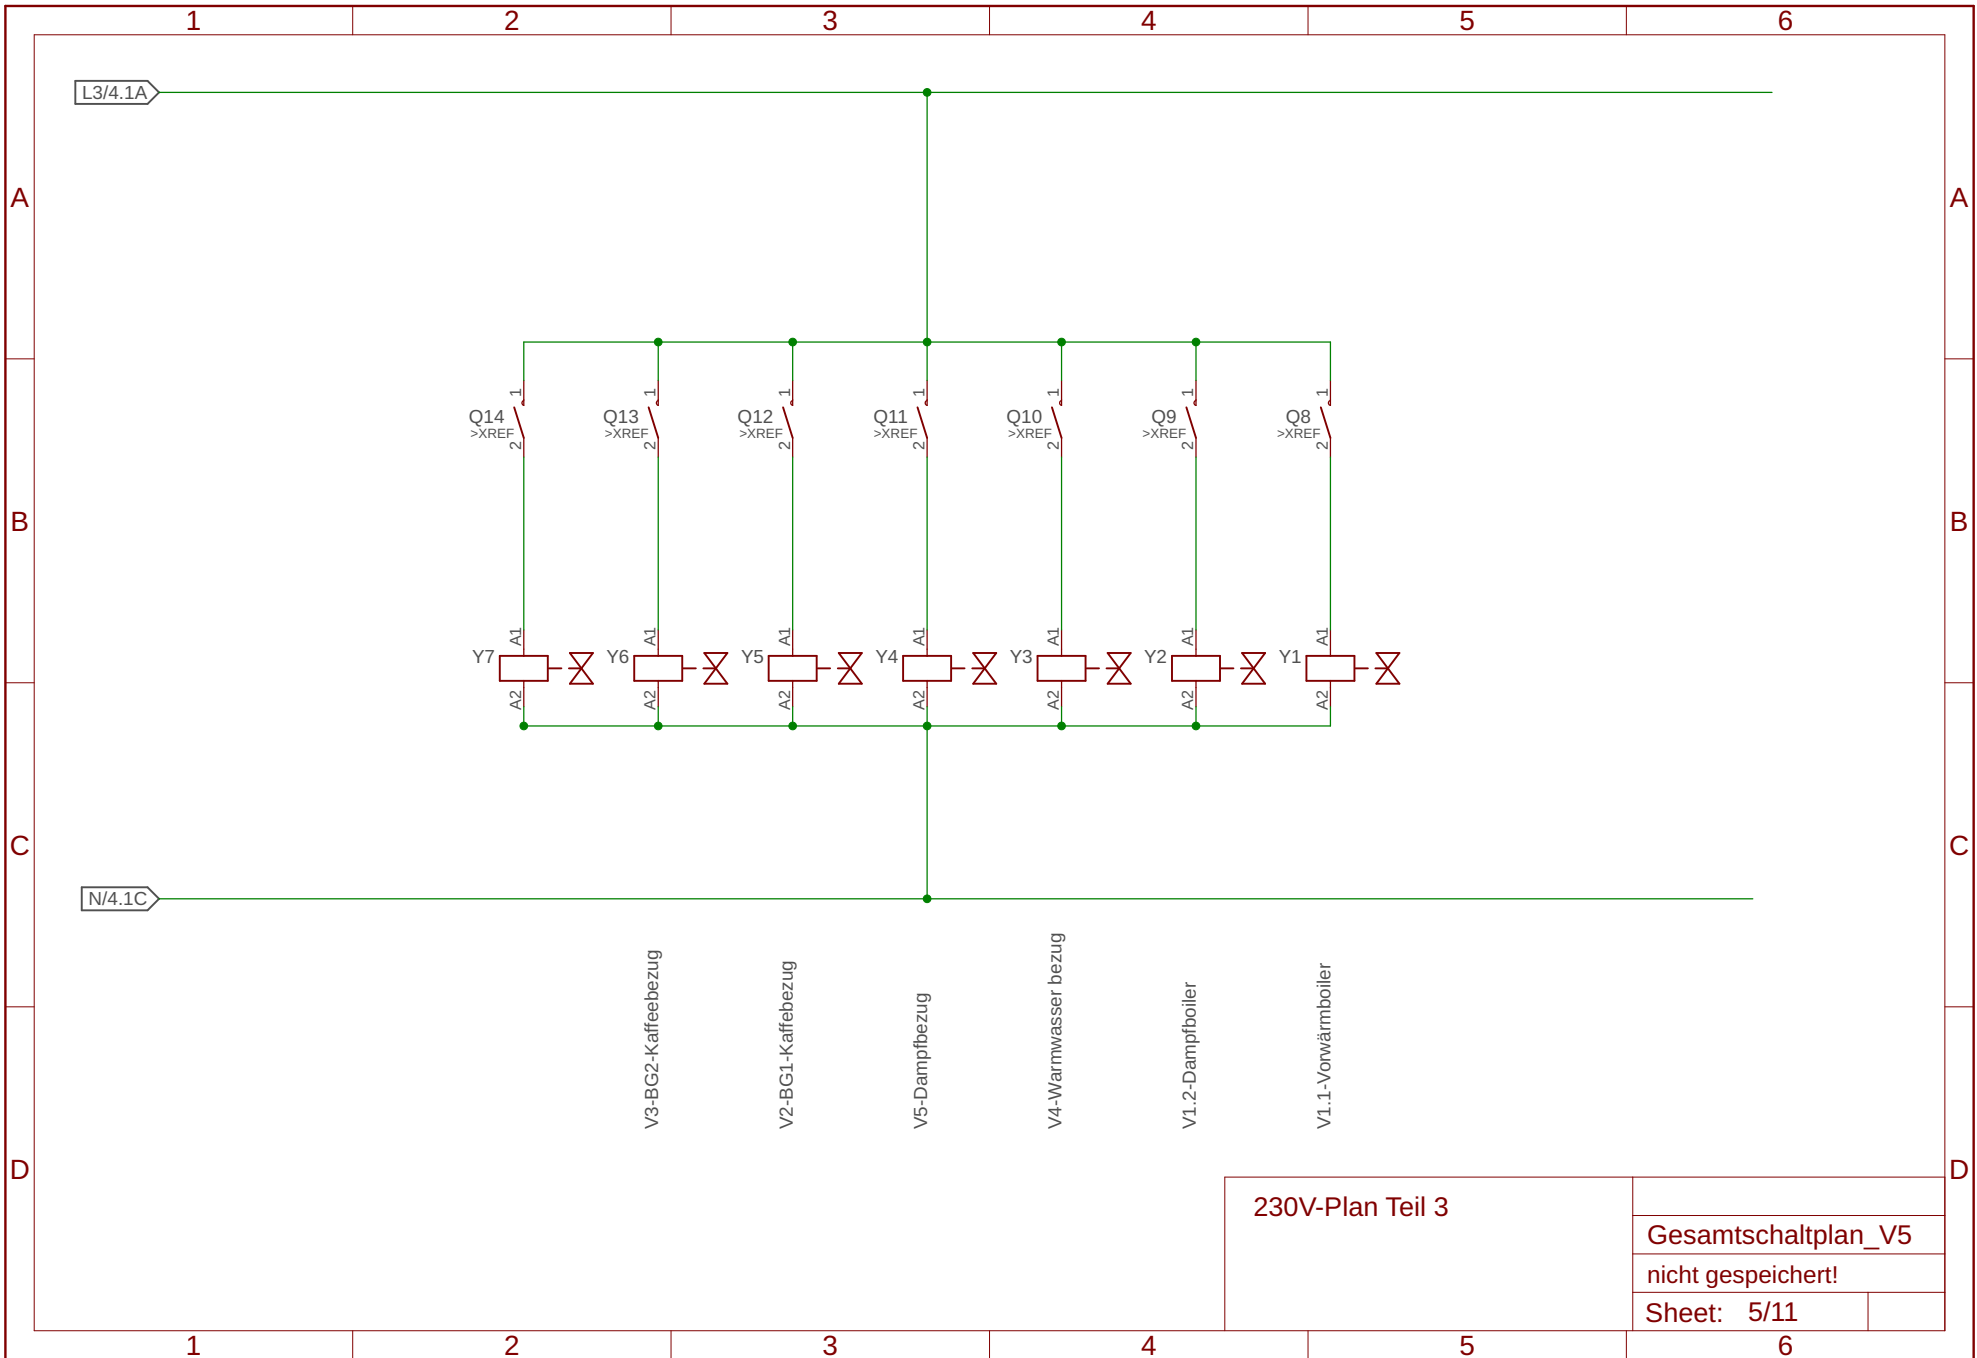 1 2 3 4 5 6
L3/4.1A
A A
1 1 1 1 1 1 1
Q14 Q13 Q12 Q11 Q10 Q9 Q8
>XREF >XREF >XREF >XREF >XREF >XREF >XREF
2 2 2 2 2 2 2
B B
A1 A1 A1 A1 A1 A1 A1
Y7 Y6 Y5 Y4 Y3 Y2 Y1
A2 A2 A2 A2 A2 A2 A2
C C
N/4.1C
V3-BG2-Kaffeebezug
V2-BG1-Kaffebezug
V5-Dampfbezug
V4-Warmwasser bezug
V1.2-Dampfboiler
V1.1-Vorwärmboiler
D D
230V-Plan Teil 3
Gesamtschaltplan_V5
nicht gespeichert!
Sheet: 5/11
1 2 3 4 5 6